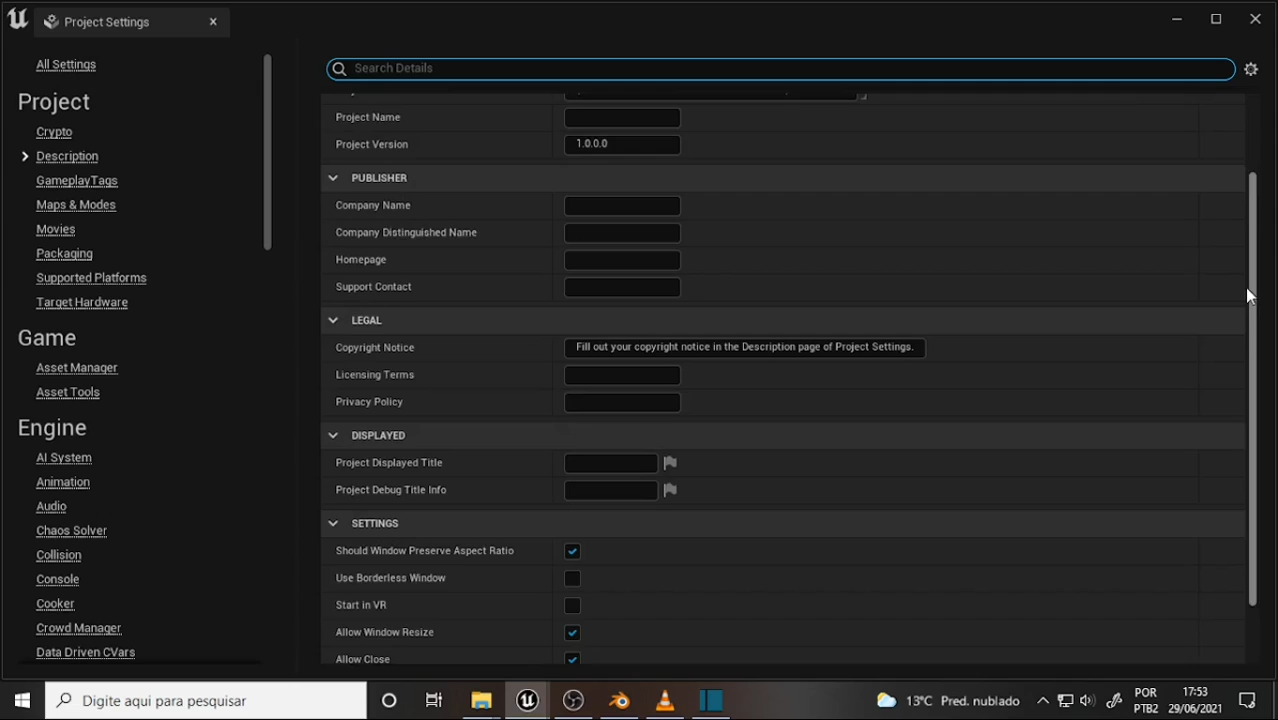 Project Settings
Search Details
All Settings
Project
Crypto
Description
GameplayTags
Maps & Modes
Movies
Packaging
Supported Platforms
Target Hardware
Game
Asset Manager
Asset Tools
Engine
AI System
Animation
Audio
Chaos Solver
Collision
Console
Cooker
Crowd Manager
Data Driven CVars
Project Name
Project Version 1.0.0.0
PUBLISHER
Company Name
Company Distinguished Name
Homepage
Support Contact
LEGAL
Copyright Notice Fill out your copyright notice in the Description page of Project Settings.
Licensing Terms
Privacy Policy
DISPLAYED
Project Displayed Title
Project Debug Title Info
SETTINGS
Should Window Preserve Aspect Ratio
Use Borderless Window
Start in VR
Allow Window Resize
Allow Close
Digite aqui para pesquisar
13°C Pred. nublado
POR
PTB2
17:53
29/06/2021